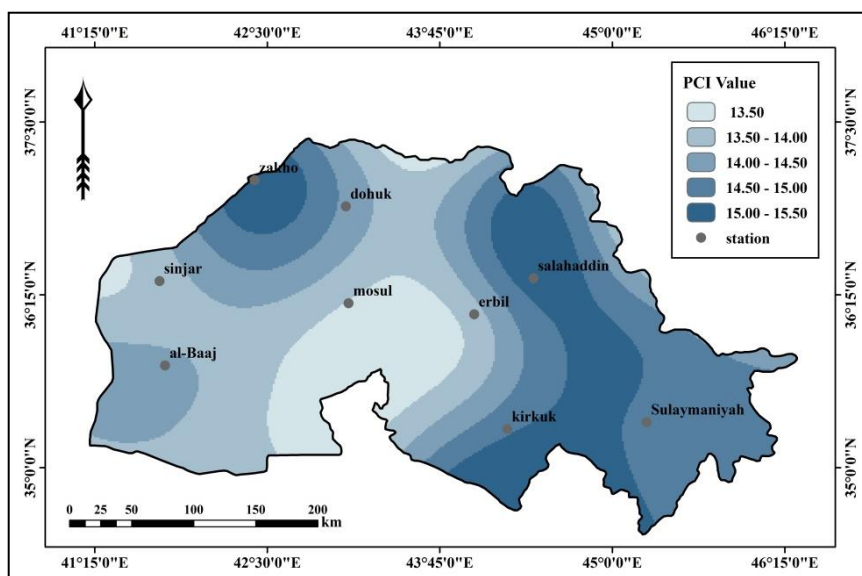 41°15'0"E 42°30'0"E 43°45'0"E 45°0'0"E 46°15'0"E
PCI Value
13.50
13.50 - 14.00
14.00 - 14.50
14.50 - 15.00
15.00 - 15.50
station
37°30'0"N
37°30'0"N
zakho
dohuk
sinjar
salahaddin
36°15'0"N
36°15'0"N
mosul
erbil
al-Baaj
kirkuk
Sulaymaniyah
35°0'0"N
35°0'0"N
0 25 50 100 150 200
km
41°15'0"E 42°30'0"E 43°45'0"E 45°0'0"E 46°15'0"E